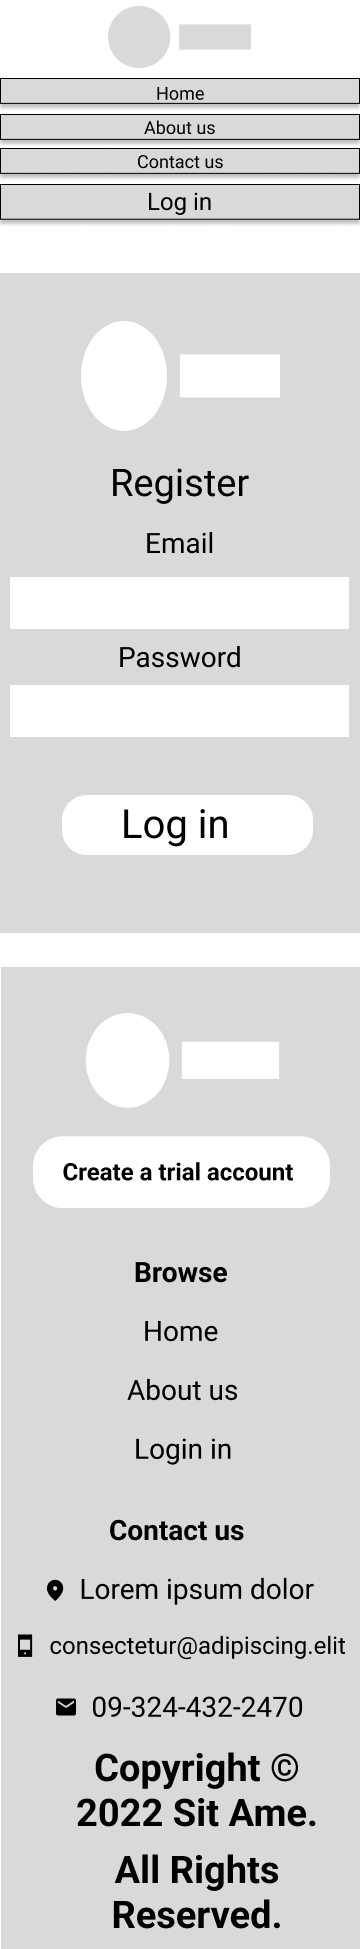 Home
About us
Contact us
Log in
Register
Email
Password
Log in
Create a trial account
Browse
Home
About us
Login in
Contact us
Lorem ipsum dolor
consectetur@adipiscing.elit
09-324-432-2470
Copyright ©
2022 Sit Ame.
All Rights
Reserved.